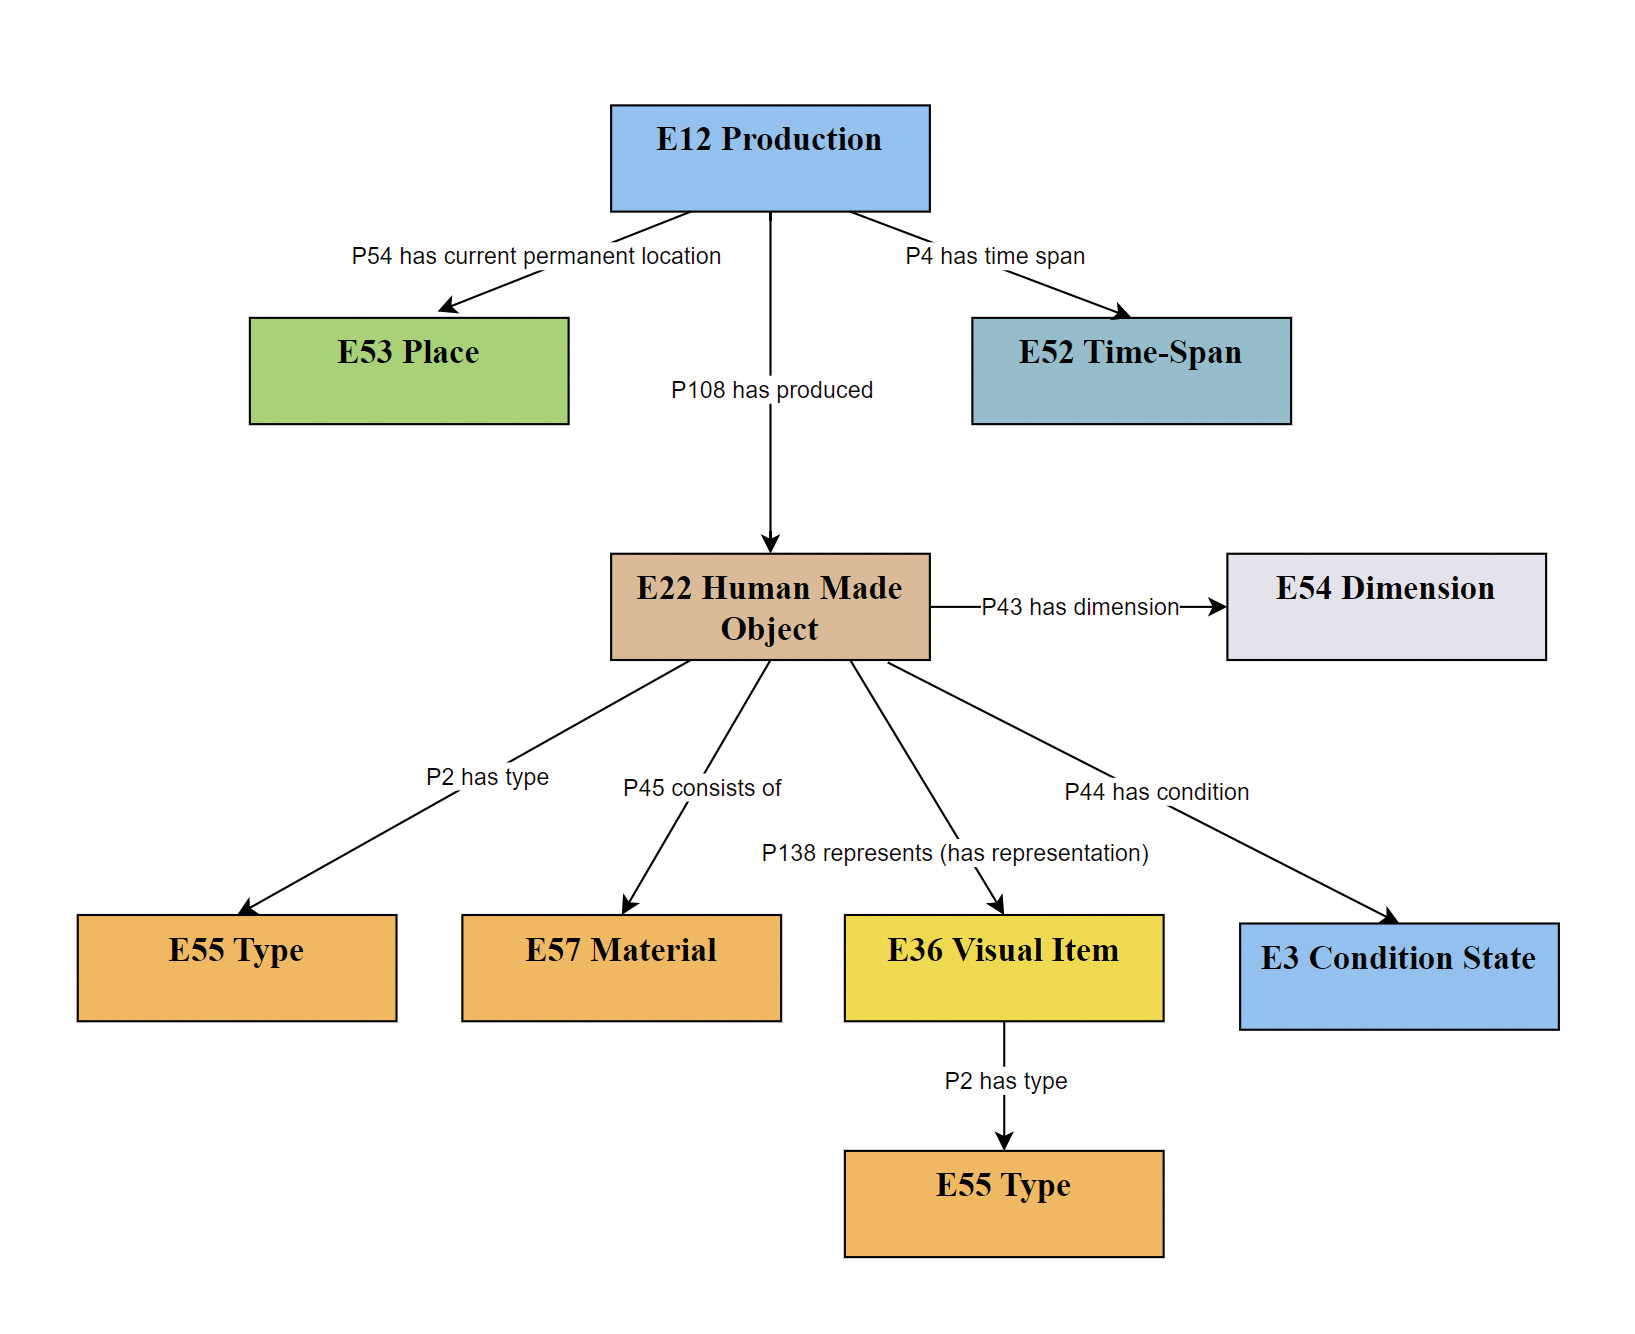 E12 Production
P54 has current permanent location
P4 has time span
E53 Place
E52 Time-Span
P108 has produced
E22 Human Made
Object
P43 has dimension
E54 Dimension
P2 has type
P45 consists of
P44 has condition
P138 represents (has representation)
E55 Type
E57 Material
E36 Visual Item
E3 Condition State
P2 has type
E55 Type